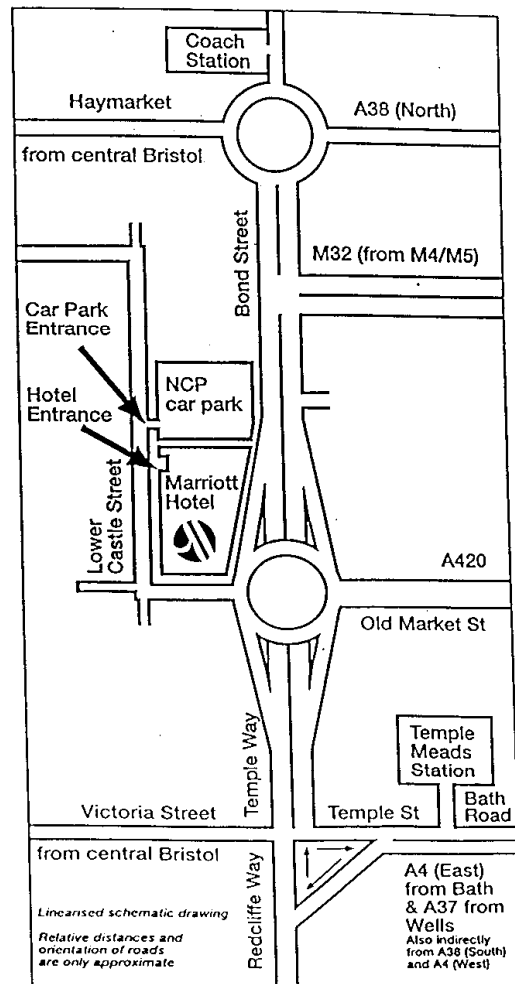 Coach
Station
Haymarket
A38 (North)
from central Bristol
Bond Street
M32 (from M4/M5)
Car Park
Entrance
NCP
car park
Hotel
Entrance
Marriott
Hotel
Lower
Castle Street
A420
Old Market St
Temple Way
Temple
Meads
Station
Victoria Street
Temple St
Bath
Road
from central Bristol
Redcliffe Way
A4 (East)
from Bath
& A37 from
Wells
Also indirectly
from A38 (South)
and A4 (West)
Linearised schematic drawing
Relative distances and
orientation of roads
are only approximate